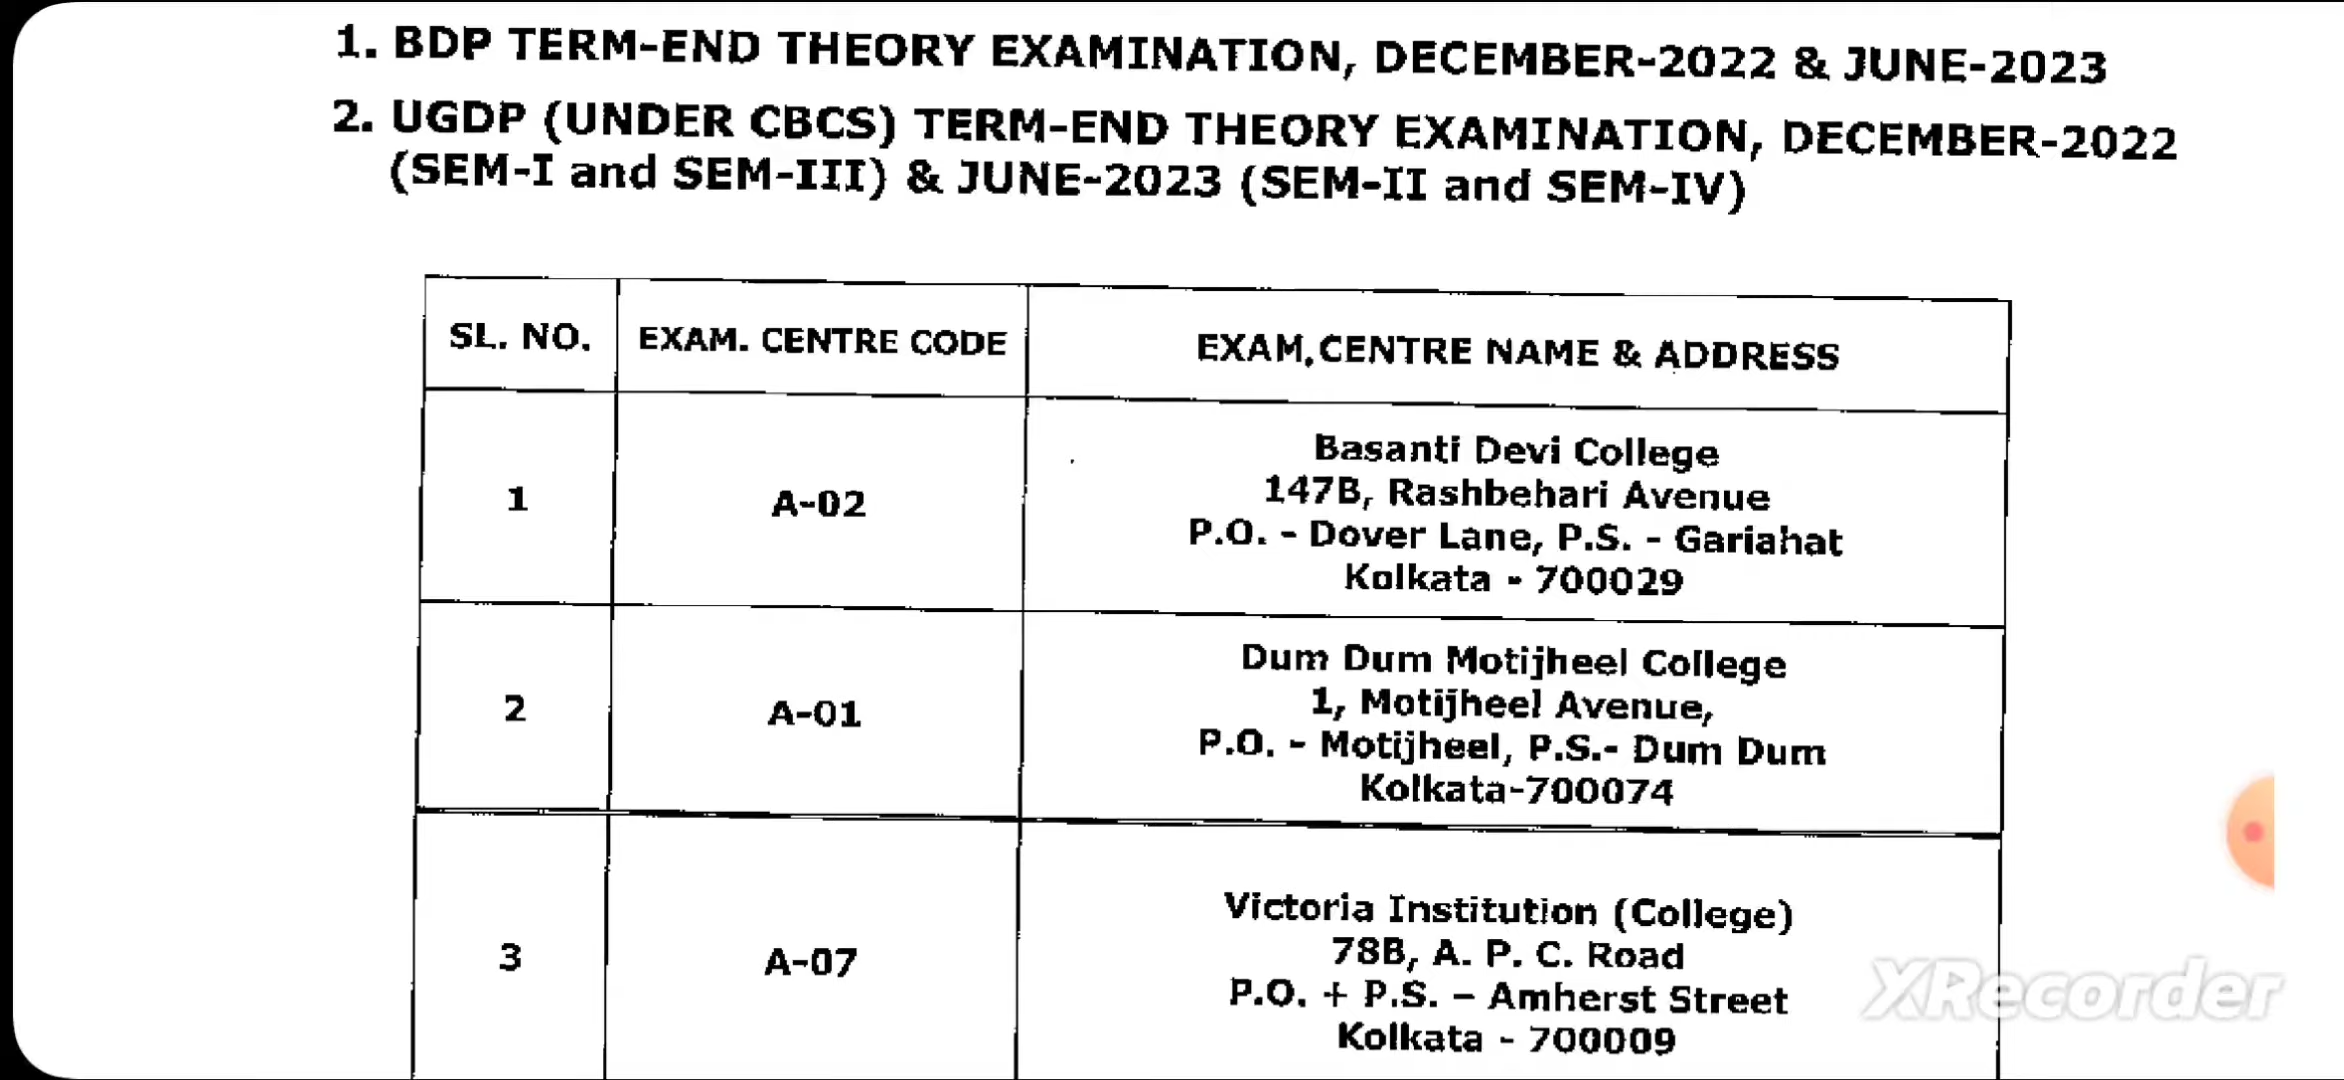 1. BDP TERM-END THEORY EXAMINATION, DECEMBER-2022 & JUNE-2023
2. UGDP (UNDER CBCS) TERM-END THEORY EXAMINATION, DECEMBER-2022
(SEM-I and SEM-III) & JUNE-2023 (SEM-II and SEM-IV)
SL. NO. EXAM. CENTRE CODE EXAM. CENTRE NAME & ADDRESS
1 A-02 Basanti Devi College
147B, Rashbehari Avenue
P.O. - Dover Lane, P.S. - Gariahat
Kolkata - 700029
2 A-01 Dum Dum Motijheel College
1, Motijheel Avenue,
P.O. - Motijheel, P.S.- Dum Dum
Kolkata-700074
3 A-07 Victoria Institution (College)
78B, A. P. C. Road
P.O. + P.S. – Amherst Street
Kolkata - 700009
XRecorder